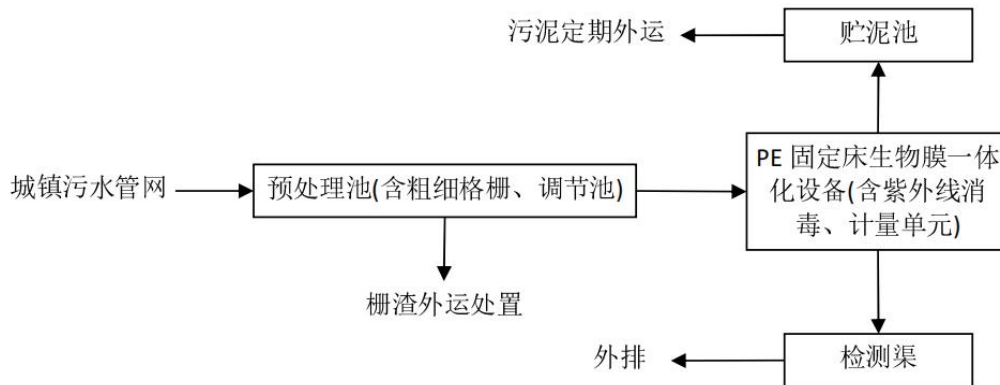 污泥定期外运
贮泥池
城镇污水管网
预处理池(含粗细格栅、调节池)
PE 固定床生物膜一体
化设备(含紫外线消
毒、计量单元)
栅渣外运处置
外排
检测渠